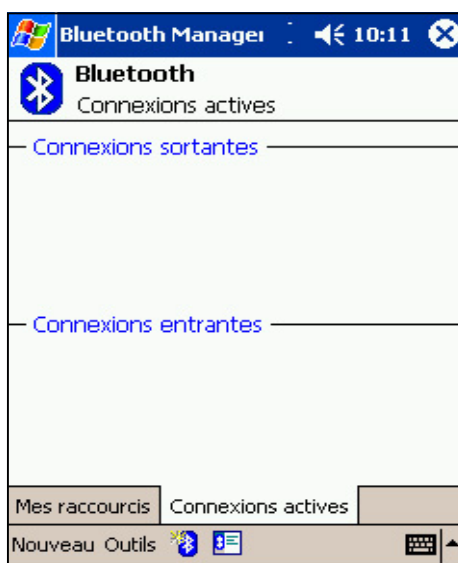 Bluetooth Manager 10:11
Bluetooth
Connexions actives
Connexions sortantes
Connexions entrantes
Mes raccourcis Connexions actives
Nouveau Outils